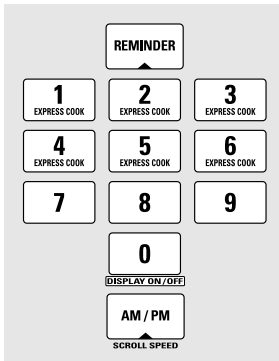 REMINDER
1 2 3
EXPRESS COOK EXPRESS COOK EXPRESS COOK
4 5 6
EXPRESS COOK EXPRESS COOK EXPRESS COOK
7 8 9
0
DISPLAY ON/OFF
AM / PM
SCROLL SPEED